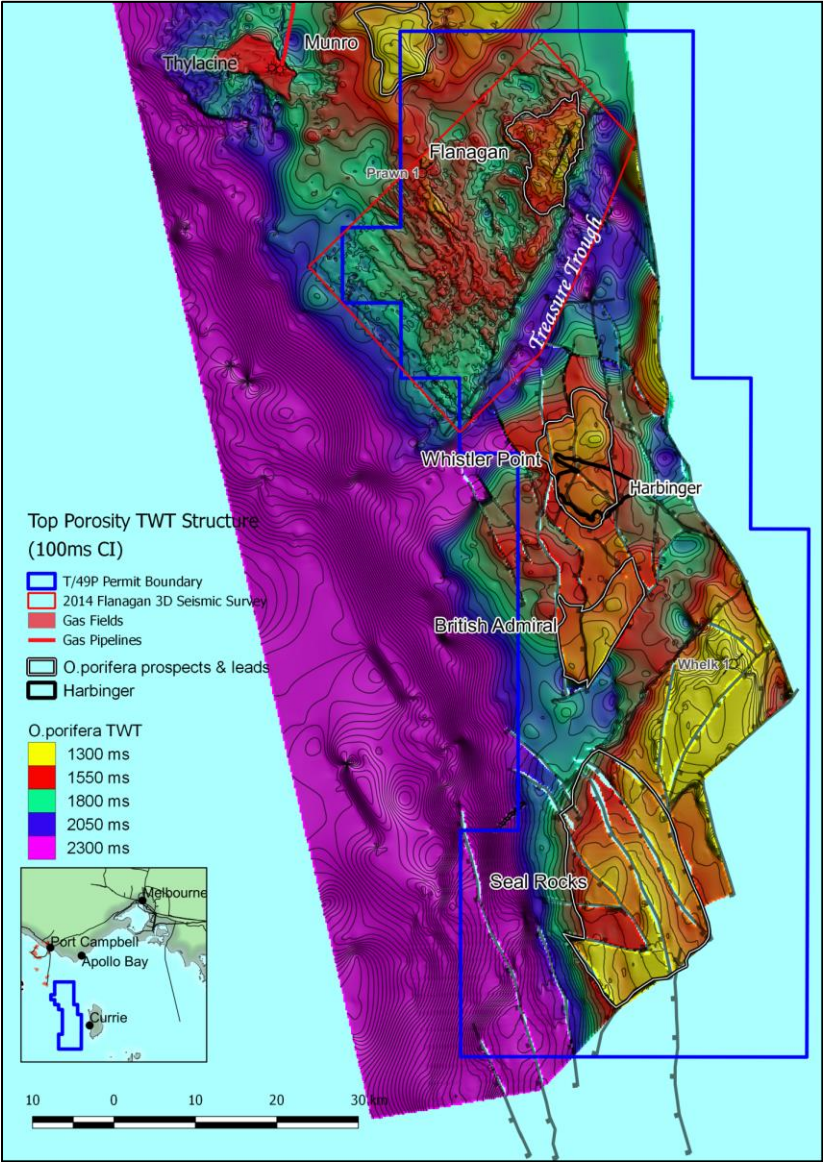 Munro
Thylacine
Flanagan
Prawn 1
Treasure Trough
Whistler Point
Harbinger
British Admiral
Whelk 1
Seal Rocks
Top Porosity TWT Structure
(100ms CI)
T/49P Permit Boundary
2014 Flanagan 3D Seismic Survey
Gas Fields
Gas Pipelines
O.porifera prospects & leads
Harbinger
O.porifera TWT
1300 ms
1550 ms
1800 ms
2050 ms
2300 ms
Melbourne
Port Campbell
Apollo Bay
Currie
10 0 10 20 30 km